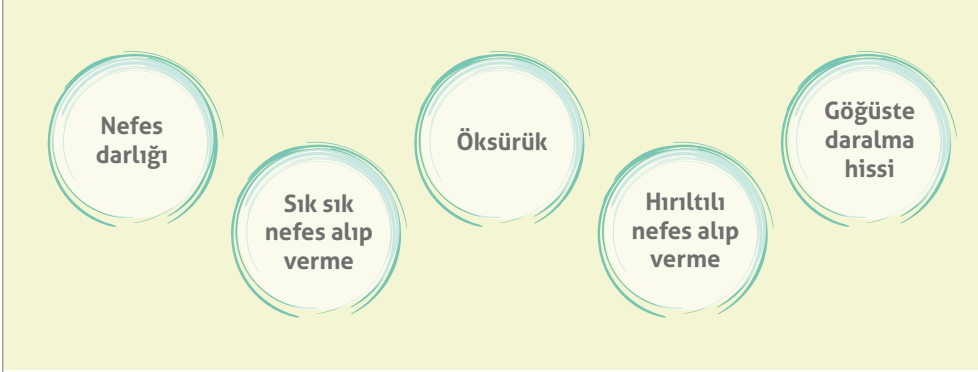 Nefes
darlığı
Sık sık
nefes alıp
verme
Öksürük
Hırıltılı
nefes alıp
verme
Göğüste
daralma
hissi